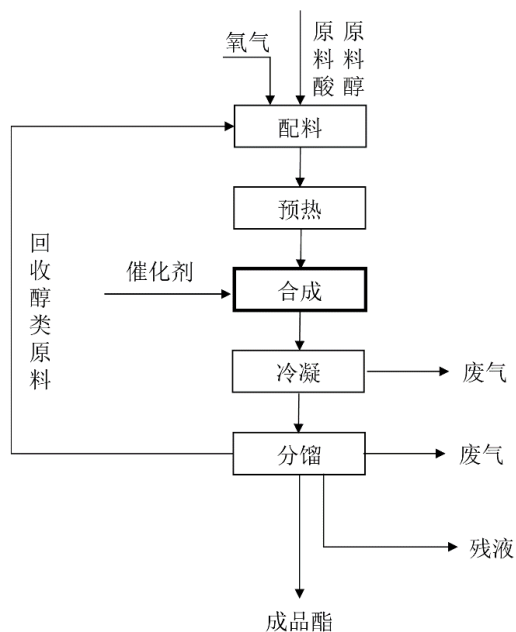 氧气
原料酸
原料醇
配料
预热
回收醇类原料
催化剂
合成
冷凝
废气
分馏
废气
残液
成品酯